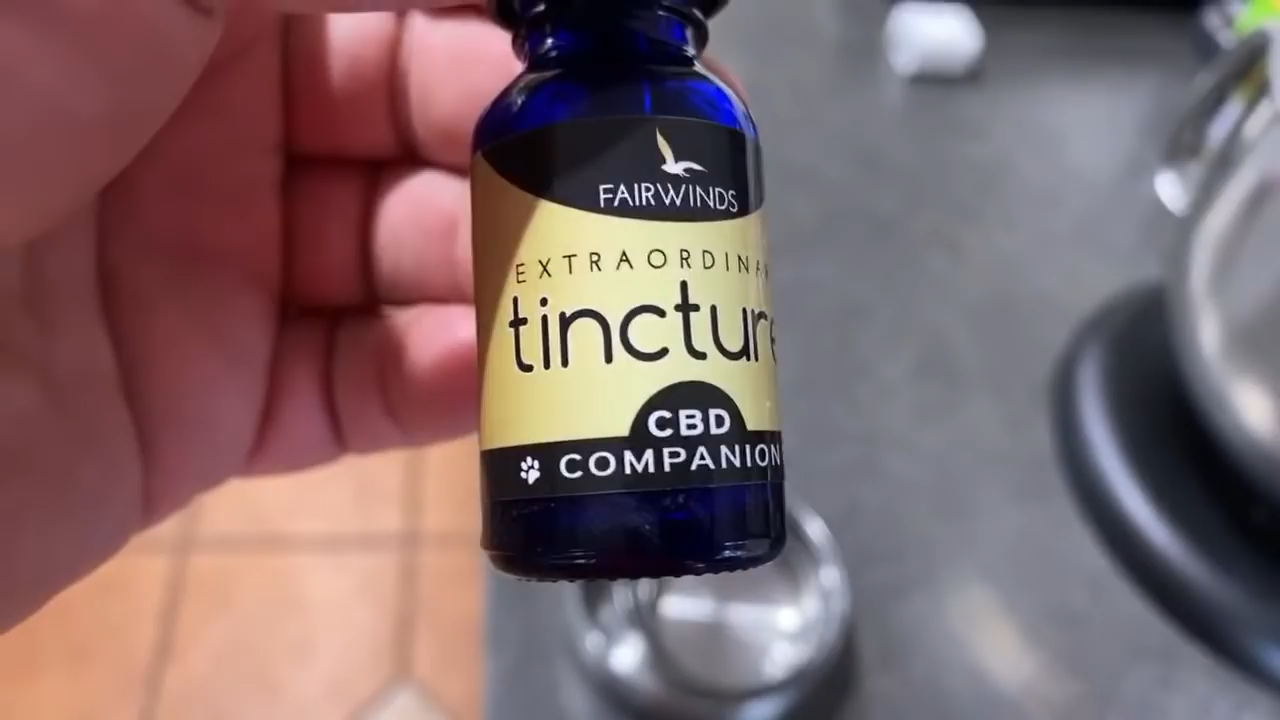 FAIRWINDS
EXTRAORDINA
tincture
CBD
COMPANION